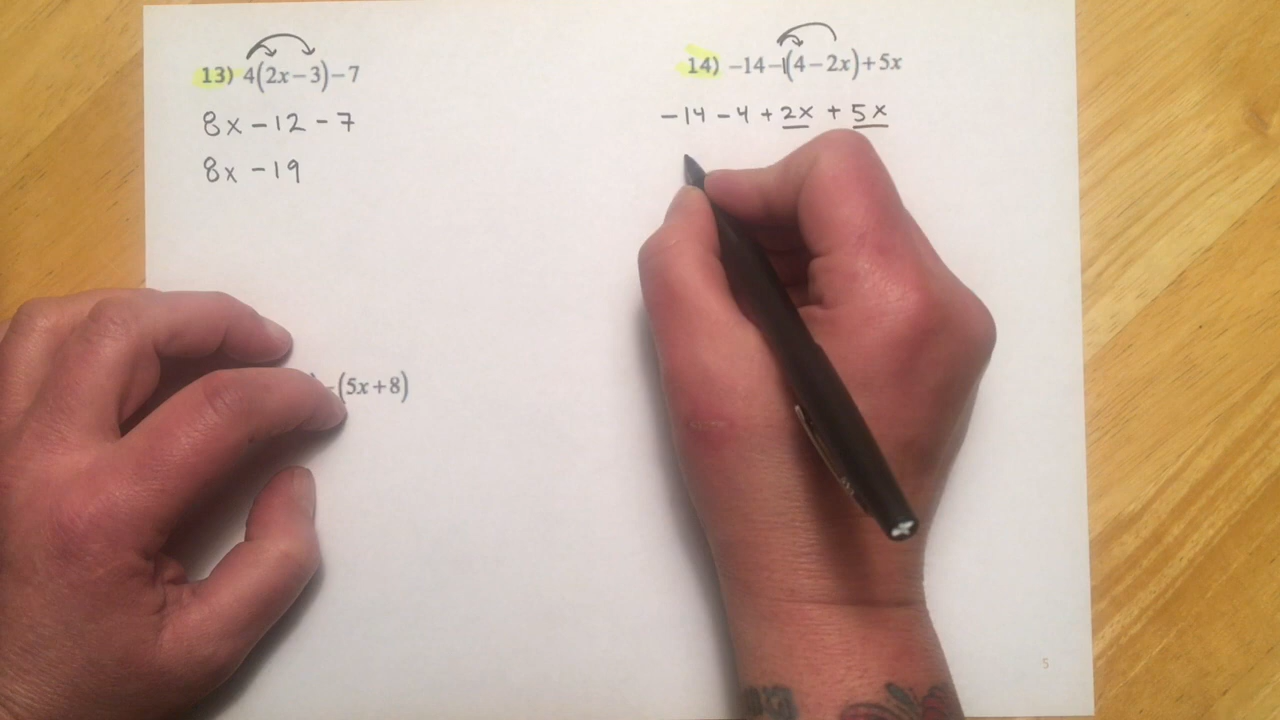 13) 4(2x-3)-7
8x - 12 - 7
8x - 19
14) -14-1(4-2x)+5x
-14 - 4 + 2x + 5x
-(5x+8)
5